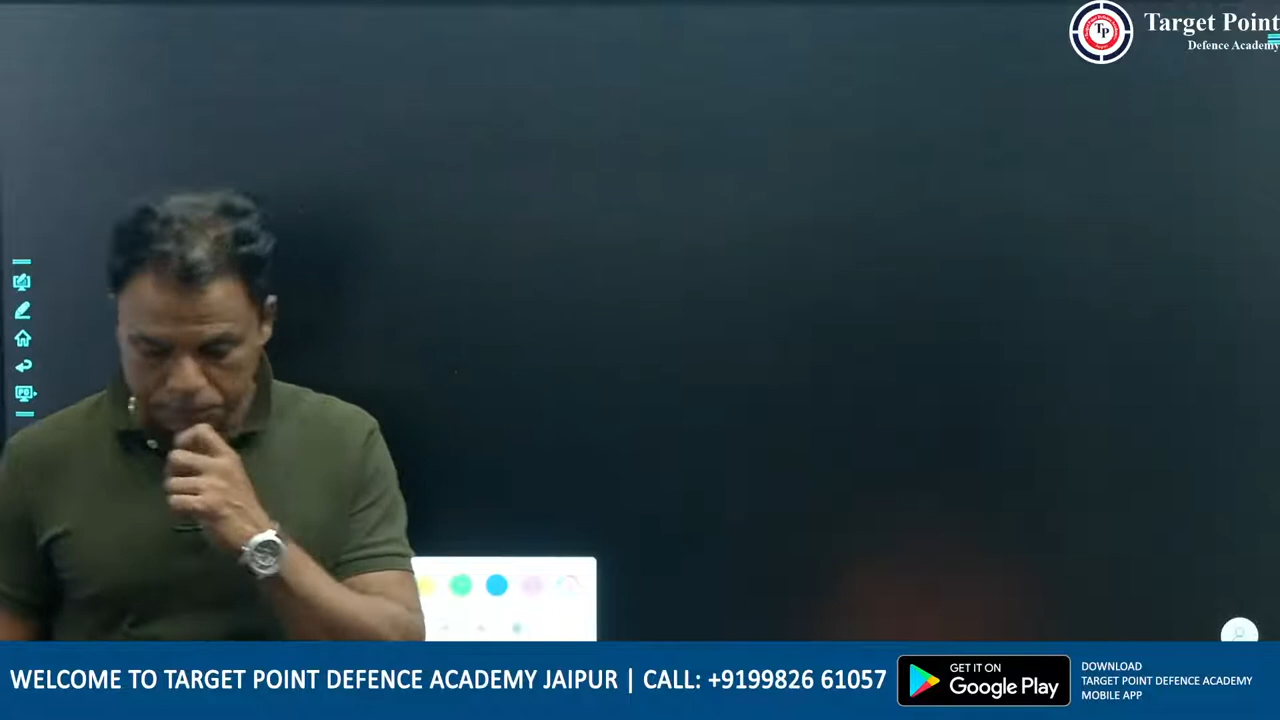 Target Point
Defence Academy
TP
WELCOME TO TARGET POINT DEFENCE ACADEMY JAIPUR | CALL: +9199826 61057
GET IT ON
Google Play
DOWNLOAD
TARGET POINT DEFENCE ACADEMY
MOBILE APP